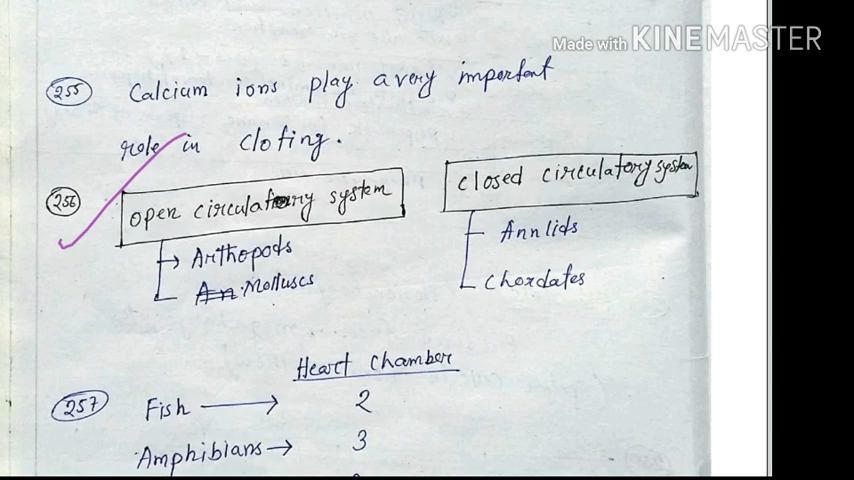 Made with KINEMASTER
255 Calcium ions play a very important
role in cloting.
256 open circulatory system closed circulatory system
Arthopods Annlids
Molluscs Chordates
Heart Chamber
257 Fish → 2
Amphibians → 3